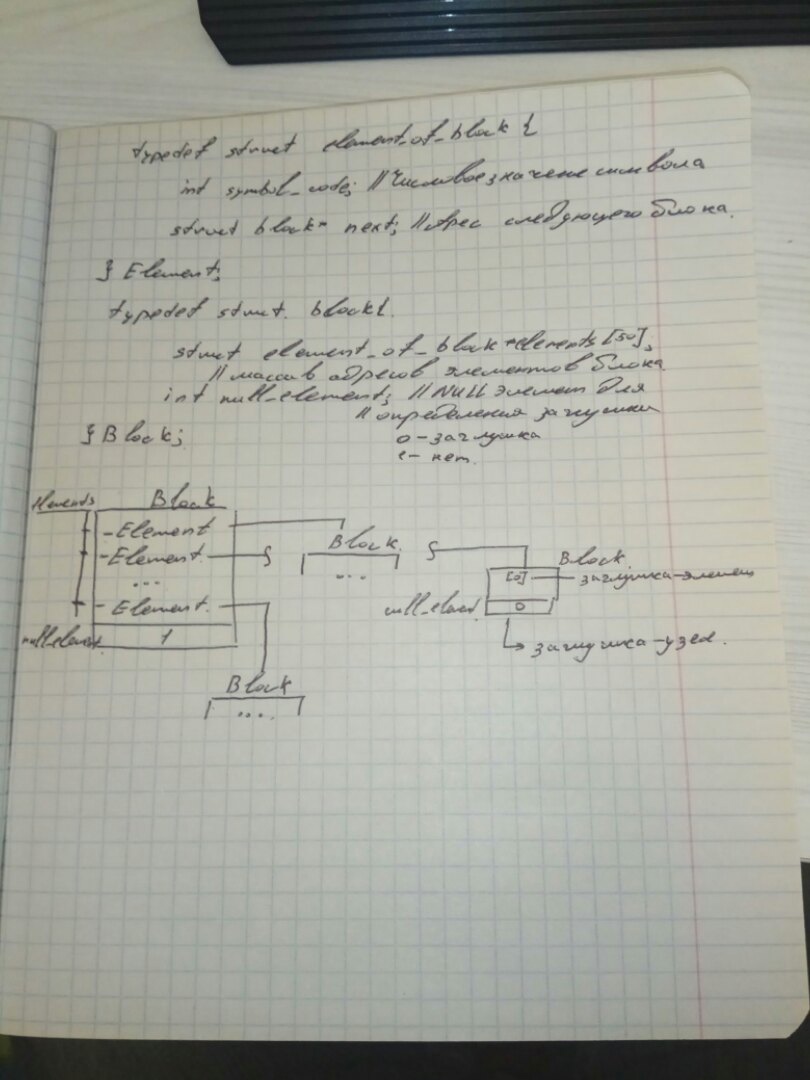 typedef struct element_of_block {
int symbol_code; // Числовое значение символа
struct block* next; // Адрес следующего блока.
} Element;
typedef struct block {
struct element_of_block *elements [50];
// массив адресов элементов блока
int null_element; // NULL элемент для
// определения заглушки
0 - заглушка
1 - нет.
} Block;
elements Block
- Element
- Element
...
- Element
null_element 1
Block
...
Block
[0] заглушка-элемент
null_element 0
заглушка-узел.
Block
....